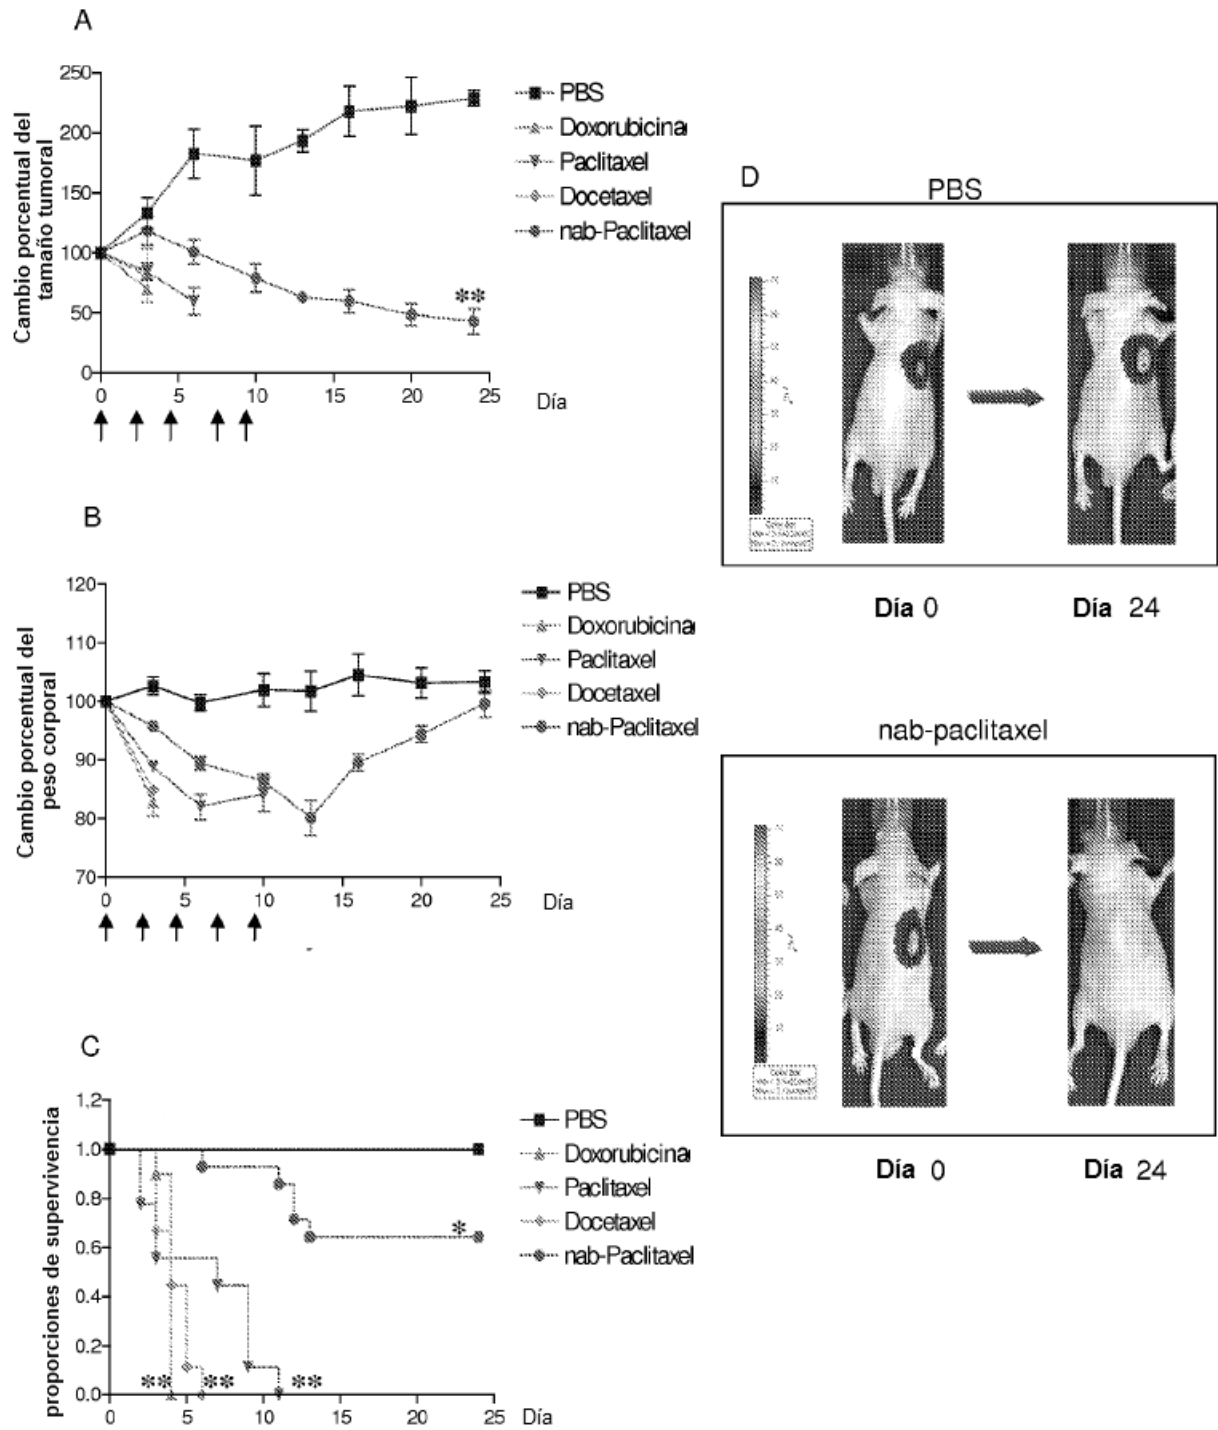 A
Cambio porcentual del
tamaño tumoral
250
200
150
100
50
0
0 5 10 15 20 25 Día
PBS
Doxorubicina
Paclitaxel
Docetaxel
nab-Paclitaxel
**
B
Cambio porcentual del
peso corporal
120
110
100
90
80
70
0 5 10 15 20 25 Día
PBS
Doxorubicina
Paclitaxel
Docetaxel
nab-Paclitaxel
C
proporciones de supervivencia
1,2
1.0
0.8
0.6
0.4
0.2
0.0
0 5 10 15 20 25 Día
PBS
Doxorubicina
Paclitaxel
Docetaxel
nab-Paclitaxel
*
** ** **
D
PBS
Día 0 Día 24
nab-paclitaxel
Día 0 Día 24